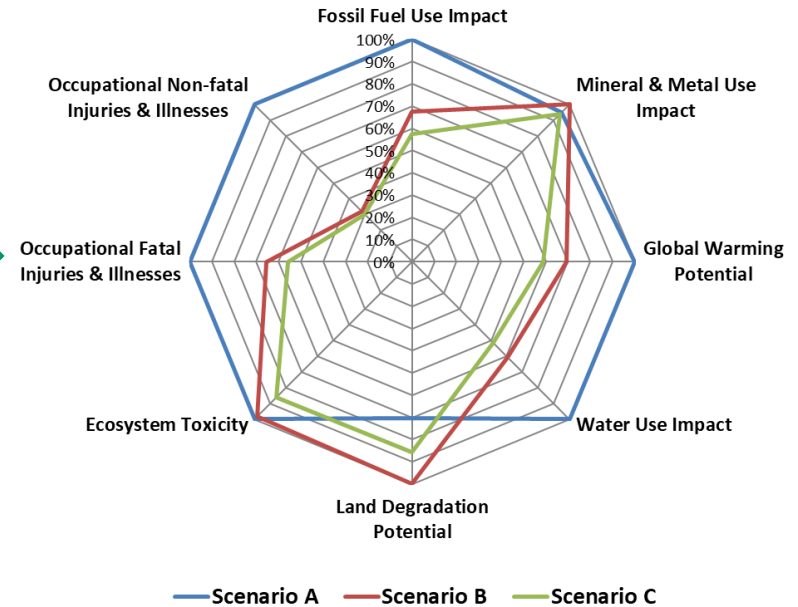 Fossil Fuel Use Impact
100%
90%
80%
70%
60%
50%
40%
30%
20%
10%
0%
Mineral & Metal Use
Impact
Global Warming
Potential
Water Use Impact
Land Degradation
Potential
Ecosystem Toxicity
Occupational Fatal
Injuries & Illnesses
Occupational Non-fatal
Injuries & Illnesses
Scenario A
Scenario B
Scenario C